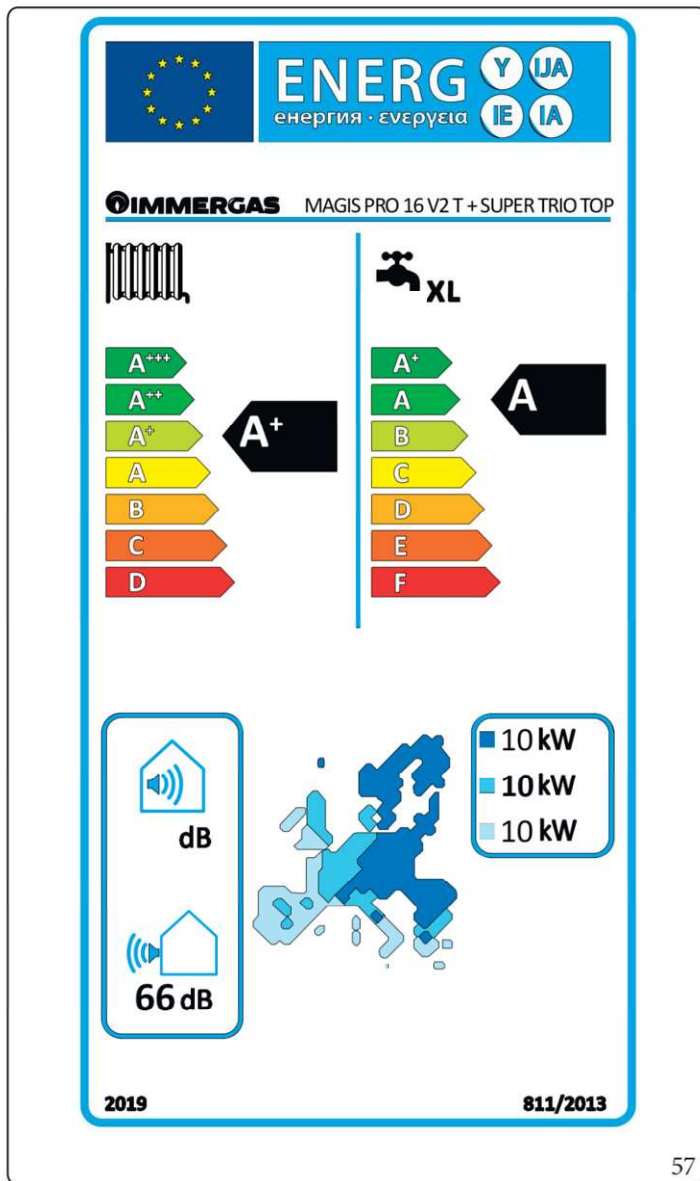 ENERG Y IJA
енергия · ενεργεια IE IA
IMMERGAS MAGIS PRO 16 V2 T + SUPER TRIO TOP
XL
A+++
A++
A+
A
B
C
D
A+
A+
A
B
C
D
E
F
A
dB
66 dB
10 kW
10 kW
10 kW
2019 811/2013
57